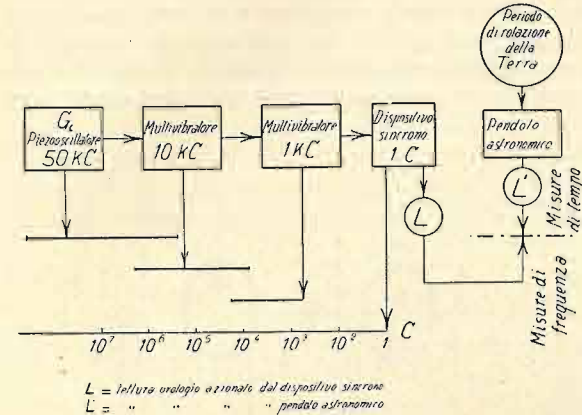 Periodo
di rotazione
della
Terra
Gc
Piezooscillatore
50 KC
Multivibratore
10 KC
Multivibratore
1 KC
Dispositivo
sincrono
1 C
Pendolo
astronomico
L
L'
Misure
di tempo
Misure di
frequenza
10⁷ 10⁶ 10⁵ 10⁴ 10³ 10² 1 C
L = lettura orologio azionato dal dispositivo sincrono
L' = " " " " pendolo astronomico